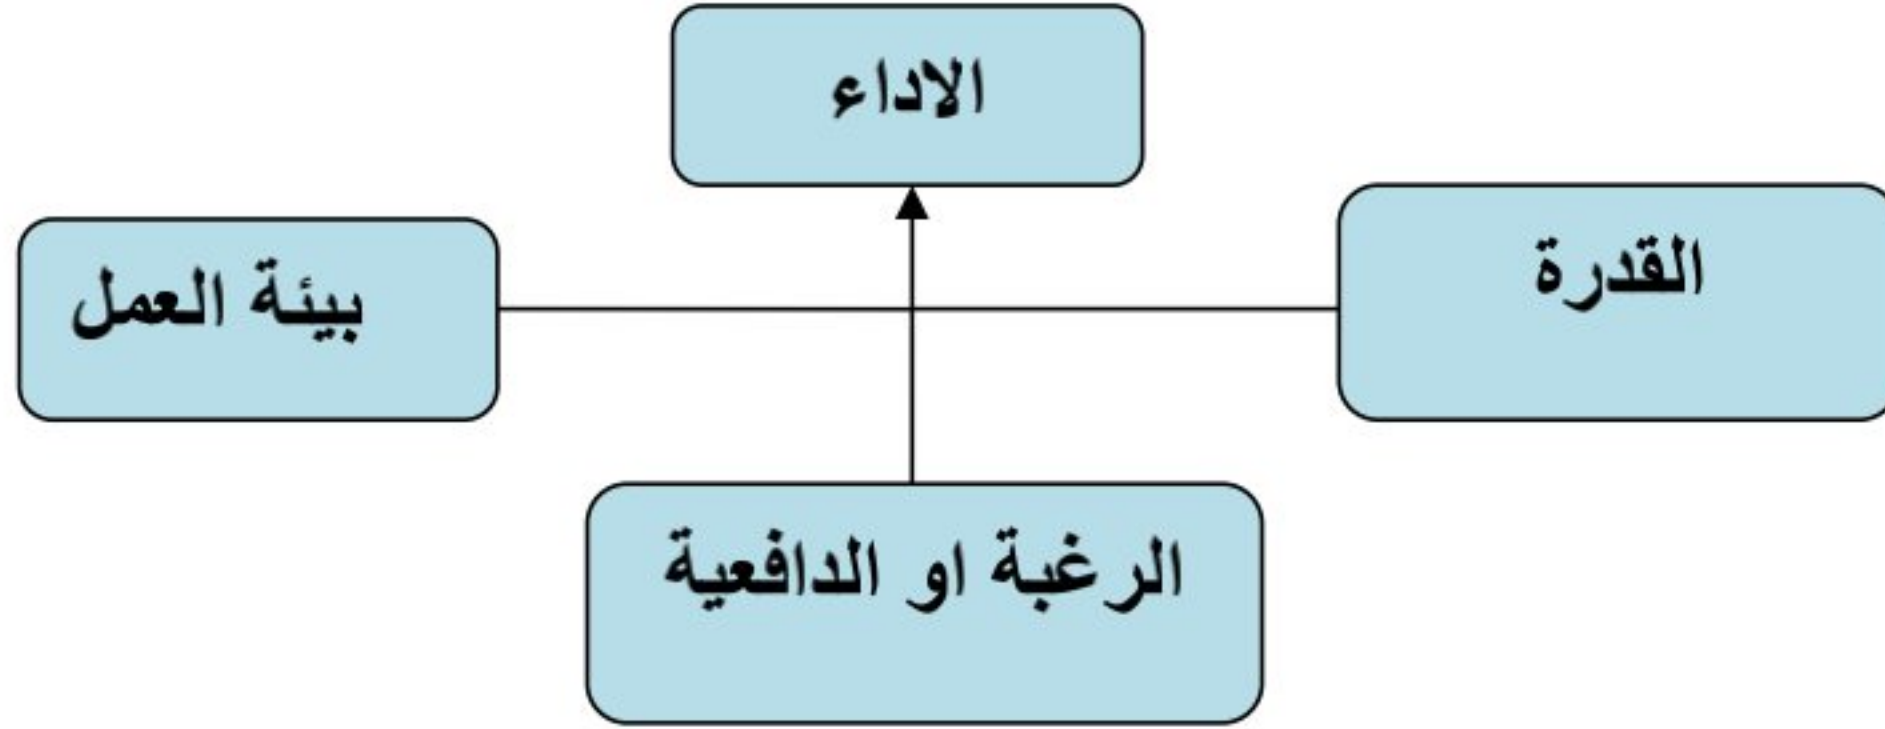 الاداء
القدرة
بيئة العمل
الرغبة او الدافعية